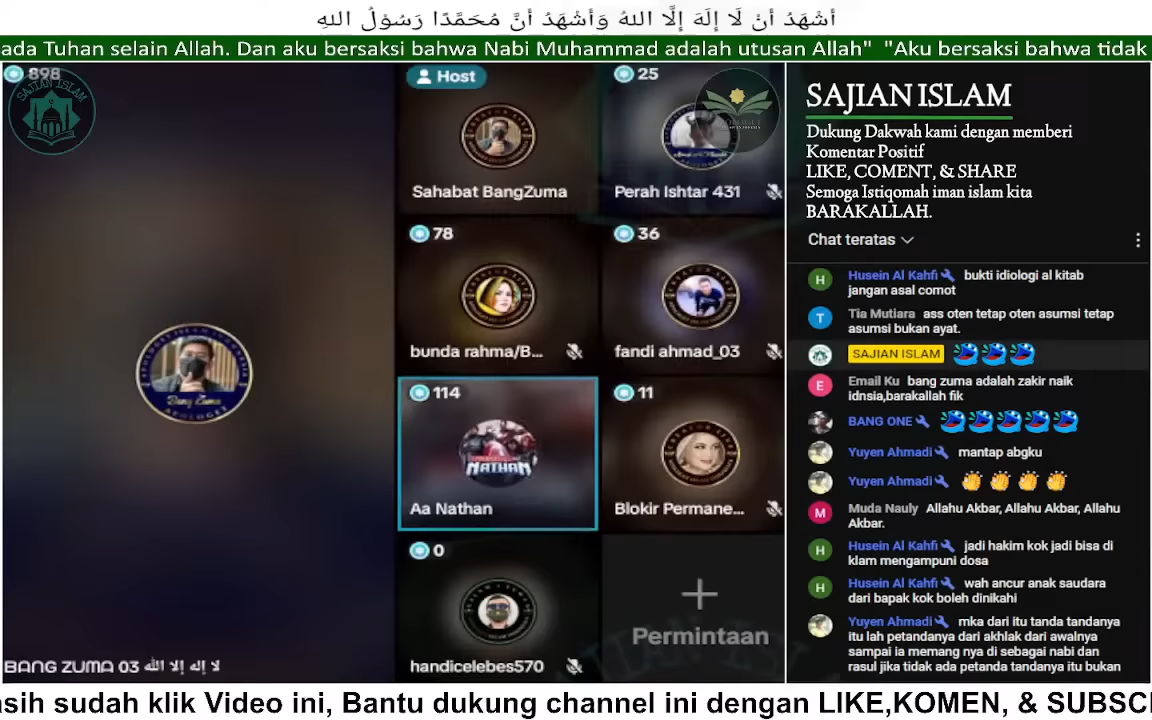 أَشْهَدُ أَنْ لَا إِلَهَ إِلَّا اللهُ وَأَشْهَدُ أَنَّ مُحَمَّدًا رَسُوْلُ اللهِ
ada Tuhan selain Allah. Dan aku bersaksi bahwa Nabi Muhammad adalah utusan Allah" "Aku bersaksi bahwa tidak
898
SAJIAN ISLAM
Bang Zuma
APOLOGET
BANG ZUMA 03 لا إله إلا الله
Host
Sahabat BangZuma
25
Perah Ishtar 431
78
bunda rahma/B...
36
fandi ahmad_03
114
NATHAN
Aa Nathan
11
Blokir Permane...
0
handicelebes570
Permintaan
SAJIAN ISLAM
Dukung Dakwah kami dengan memberi
Komentar Positif
LIKE, COMENT, & SHARE
Semoga Istiqomah iman islam kita
BARAKALLAH.
Chat teratas
H Husein Al Kahfi bukti idiologi al kitab
jangan asal comot
T Tia Mutiara ass oten tetap oten asumsi tetap
asumsi bukan ayat.
SAJIAN ISLAM
E Email Ku bang zuma adalah zakir naik
idnsia,barakallah fik
BANG ONE
Yuyen Ahmadi mantap abgku
Yuyen Ahmadi 👏👏👏👏
M Muda Nauly Allahu Akbar, Allahu Akbar, Allahu
Akbar.
H Husein Al Kahfi jadi hakim kok jadi bisa di
klam mengampuni dosa
H Husein Al Kahfi wah ancur anak saudara
dari bapak kok boleh dinikahi
Yuyen Ahmadi mka dari itu tanda tandanya
itu lah petandanya dari akhlak dari awalnya
sampai ia memang nya di sebagai nabi dan
rasul jika tidak ada petanda tandanya itu bukan
asih sudah klik Video ini, Bantu dukung channel ini dengan LIKE,KOMEN, & SUBSC